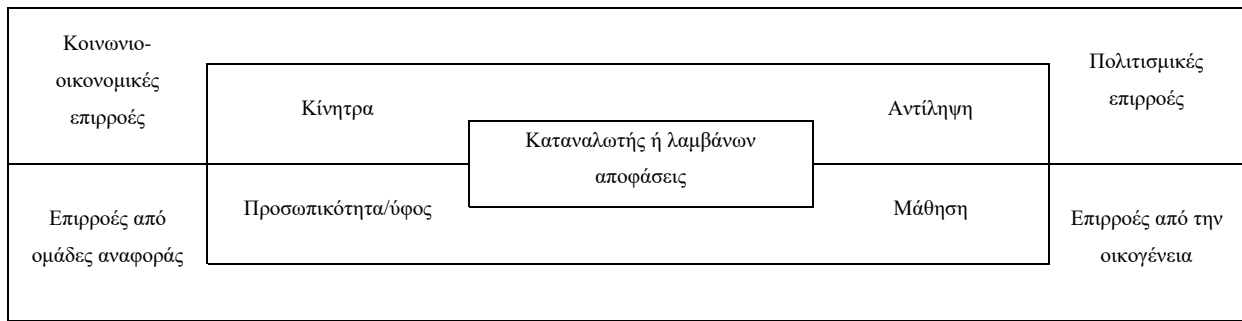 Κοινωνιο-
οικονομικές
επιρροές
Κίνητρα
Καταναλωτής ή λαμβάνων
αποφάσεις
Αντίληψη
Πολιτισμικές
επιρροές
Επιρροές από
ομάδες αναφοράς
Προσωπικότητα/ύφος
Μάθηση
Επιρροές από την
οικογένεια